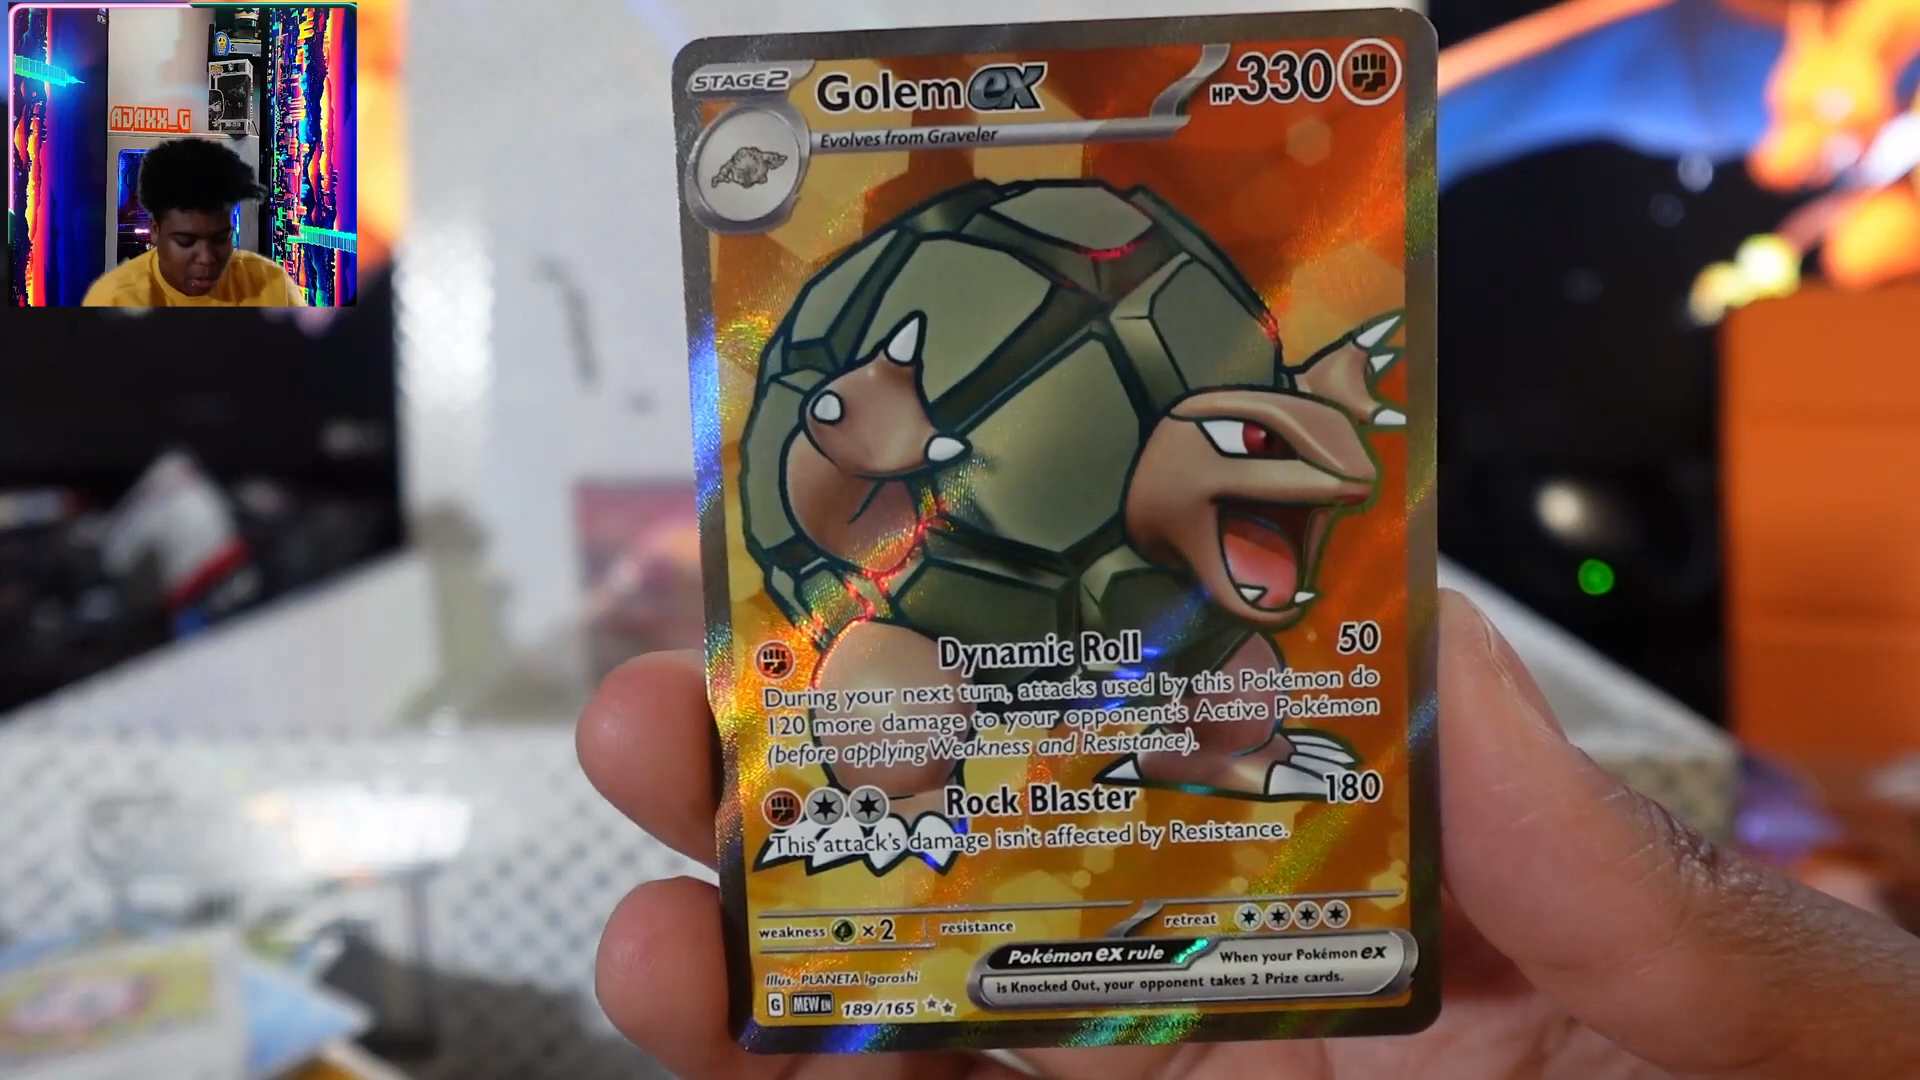 AJAXX_G
STAGE2
Golem ex
HP330
Evolves from Graveler
Dynamic Roll
50
During your next turn, attacks used by this Pokémon do
120 more damage to your opponent's Active Pokémon
(before applying Weakness and Resistance).
Rock Blaster
180
This attack's damage isn't affected by Resistance.
weakness ×2
resistance
retreat
Pokémon ex rule
When your Pokémon ex
is Knocked Out, your opponent takes 2 Prize cards.
Illus. PLANETA Igarashi
G MEW EN 189/165